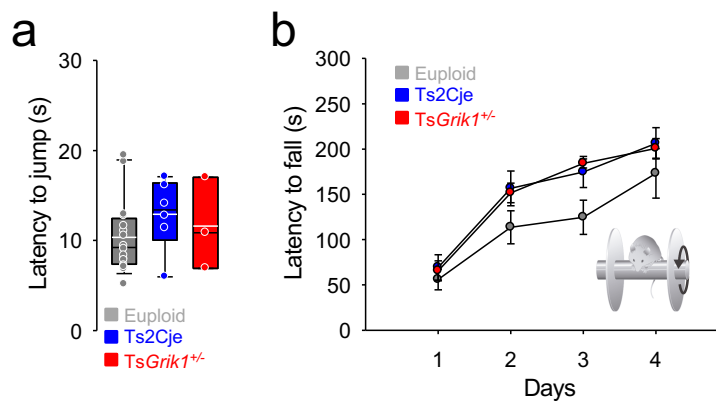 a
Latency to jump (s)
30
20
10
0
Euploid
Ts2Cje
TsGrik1+/-
b
Latency to fall (s)
300
250
200
150
100
50
0
Euploid
Ts2Cje
TsGrik1+/-
1 2 3 4
Days